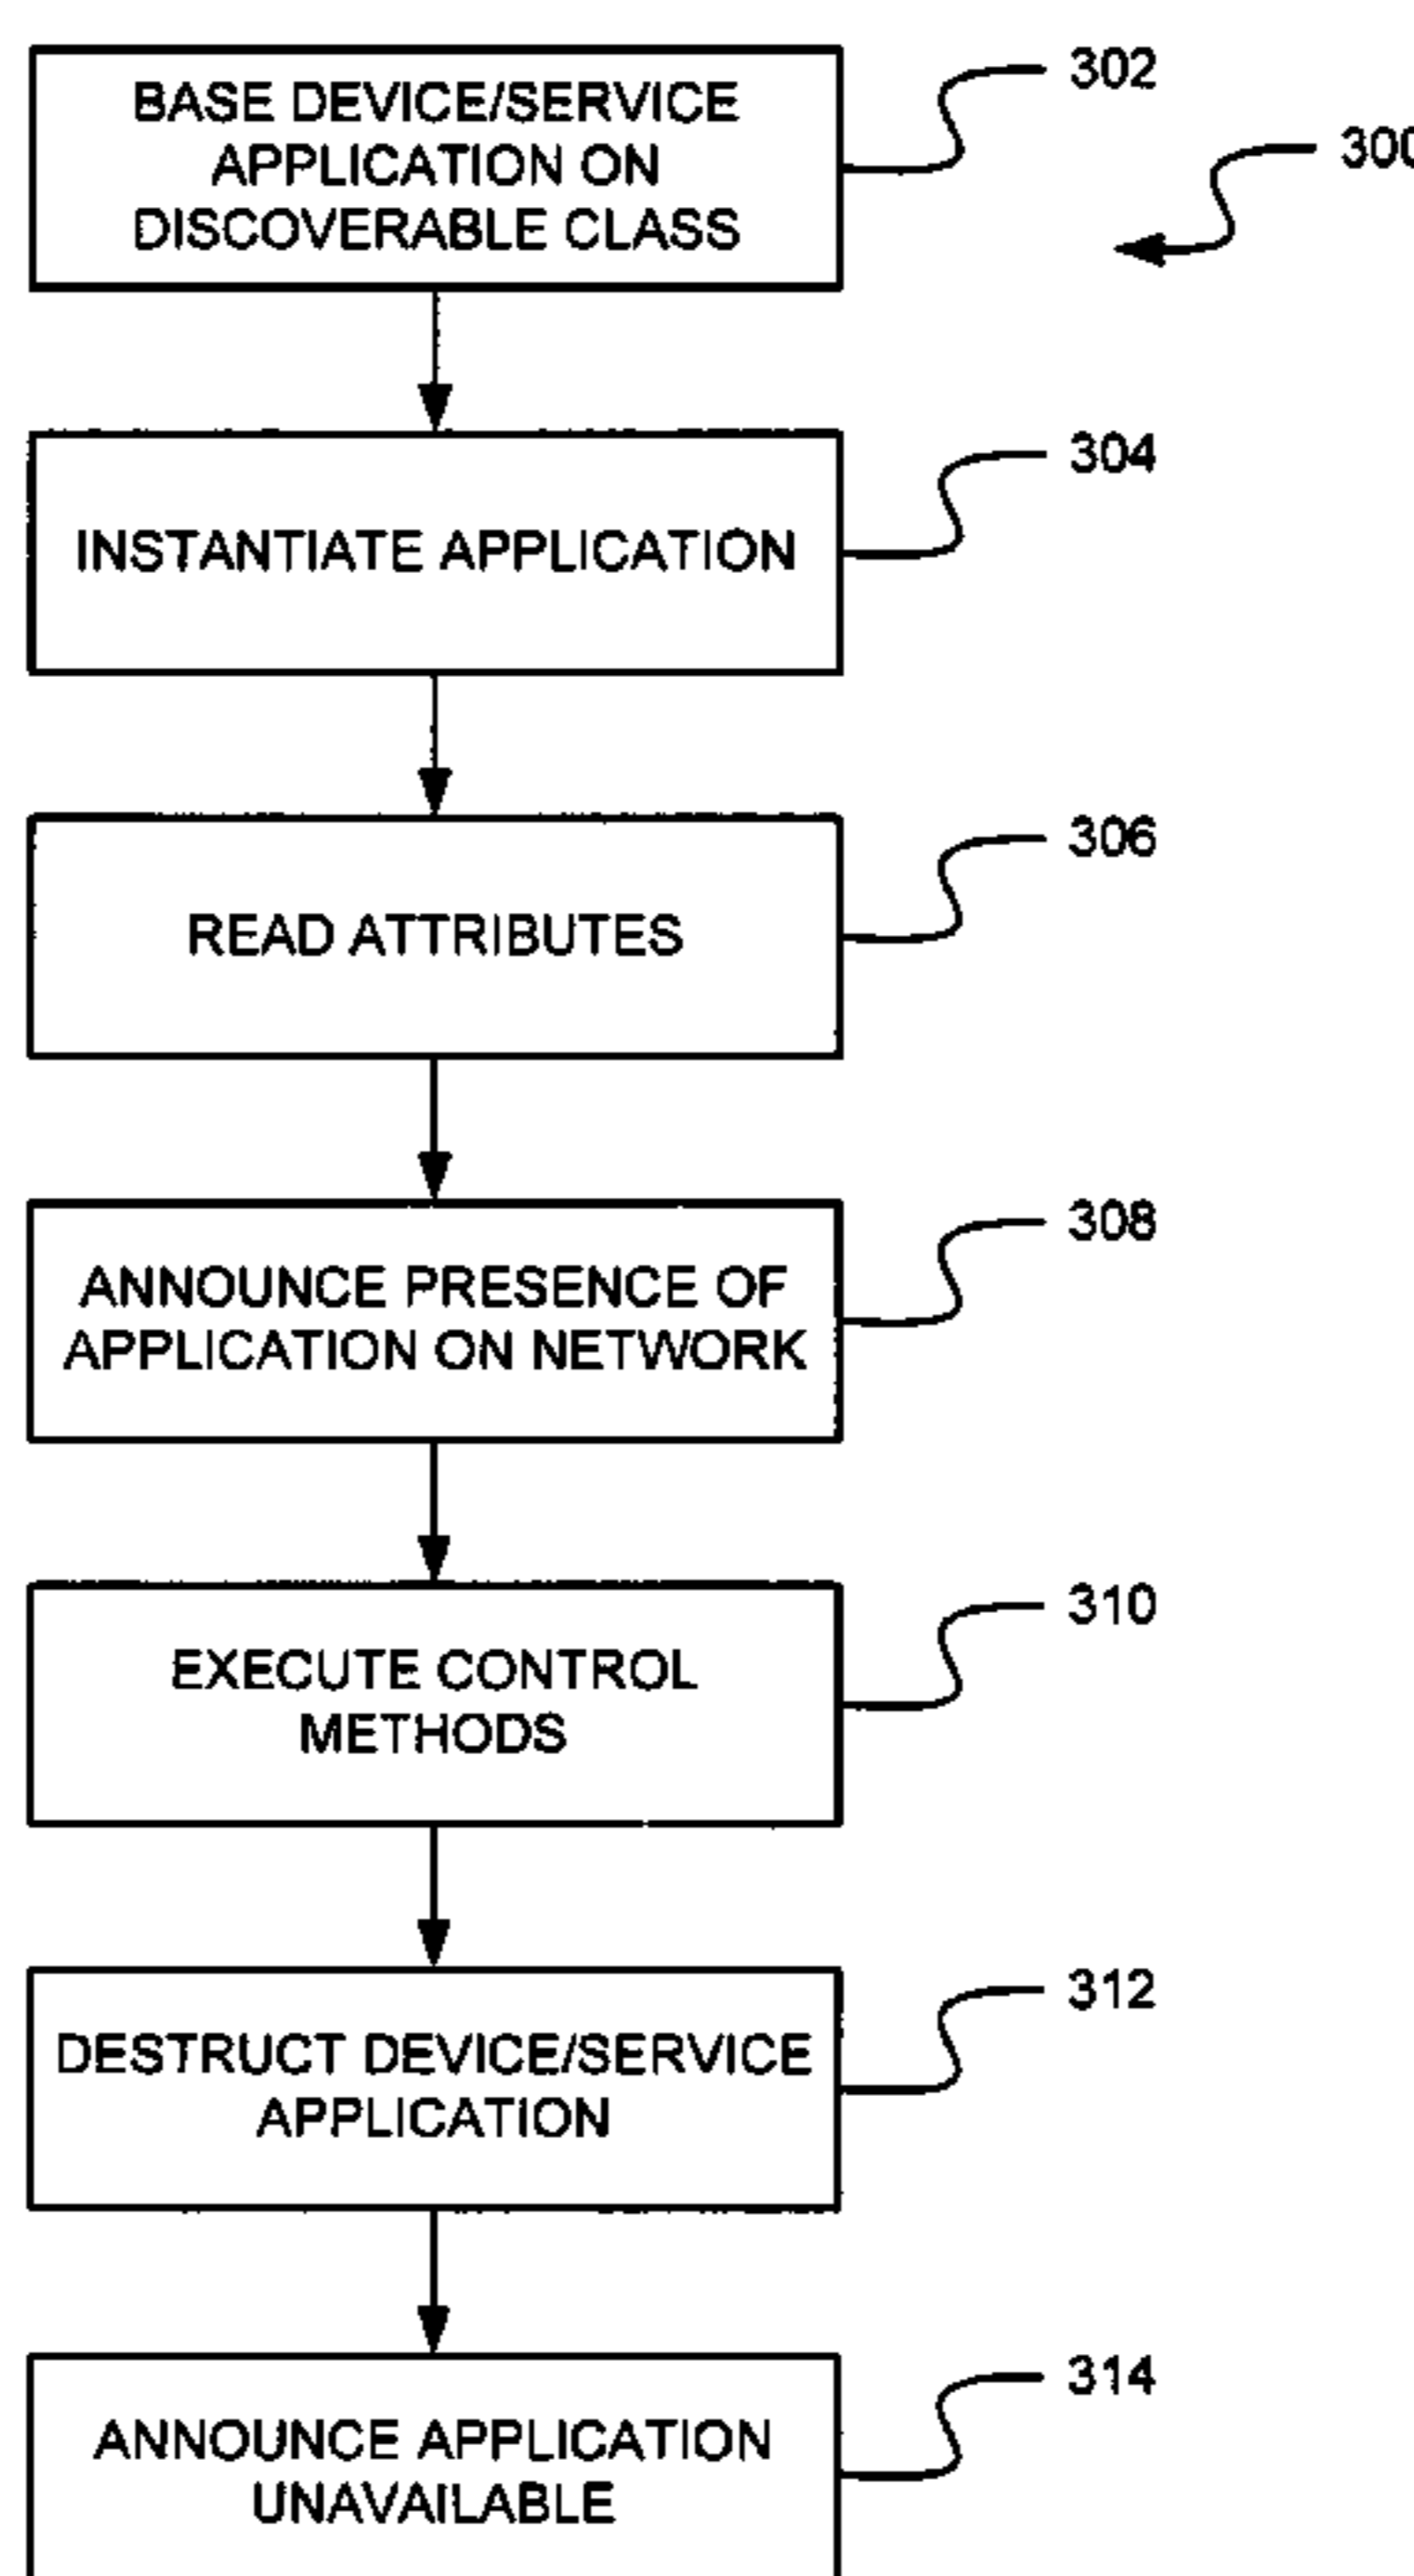 BASE DEVICE/SERVICE
APPLICATION ON
DISCOVERABLE CLASS
302
300
INSTANTIATE APPLICATION
304
READ ATTRIBUTES
306
ANNOUNCE PRESENCE OF
APPLICATION ON NETWORK
308
EXECUTE CONTROL
METHODS
310
DESTRUCT DEVICE/SERVICE
APPLICATION
312
ANNOUNCE APPLICATION
UNAVAILABLE
314